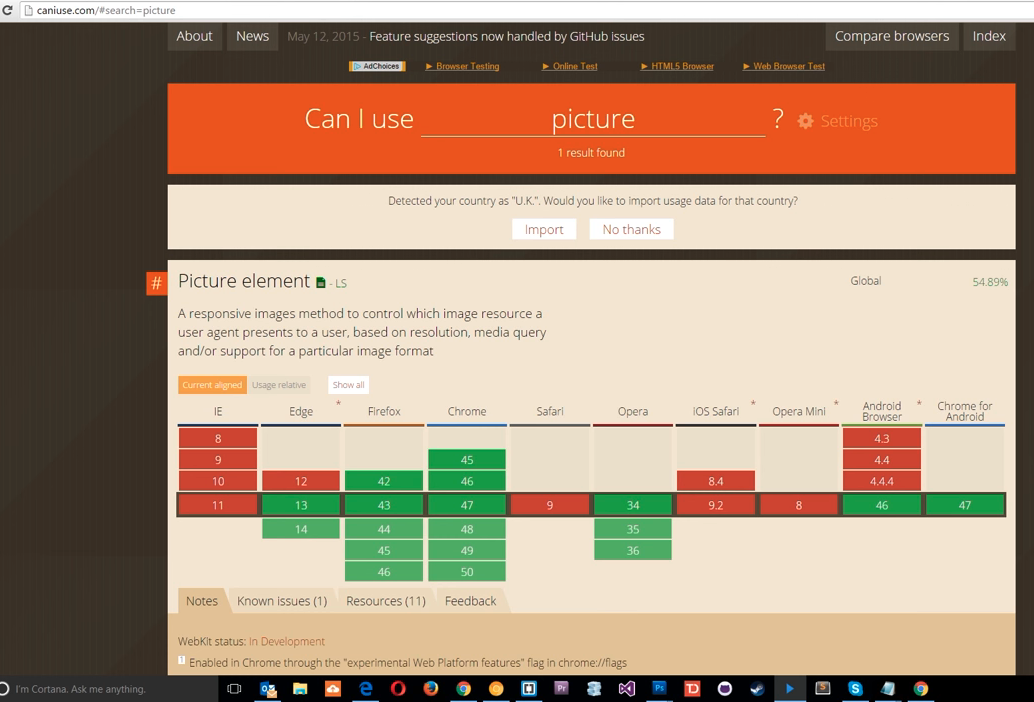 caniuse.com/#search=picture
About News May 12, 2015 - Feature suggestions now handled by GitHub issues Compare browsers Index
AdChoices Browser Testing Online Test HTML5 Browser Web Browser Test
Can I use picture ? Settings
1 result found
Detected your country as "U.K.". Would you like to import usage data for that country?
Import No thanks
# Picture element - LS Global 54.89%
A responsive images method to control which image resource a
user agent presents to a user, based on resolution, media query
and/or support for a particular image format
Current aligned Usage relative Show all
IE Edge * Firefox Chrome Safari Opera iOS Safari * Opera Mini * Android Browser * Chrome for Android
8 4.3
9 45 4.4
10 12 42 46 8.4 4.4.4
11 13 43 47 9 34 9.2 8 46 47
14 44 48 35
45 49 36
46 50
Notes Known issues (1) Resources (11) Feedback
WebKit status: In Development
1 Enabled in Chrome through the "experimental Web Platform features" flag in chrome://flags
I'm Cortana. Ask me anything.